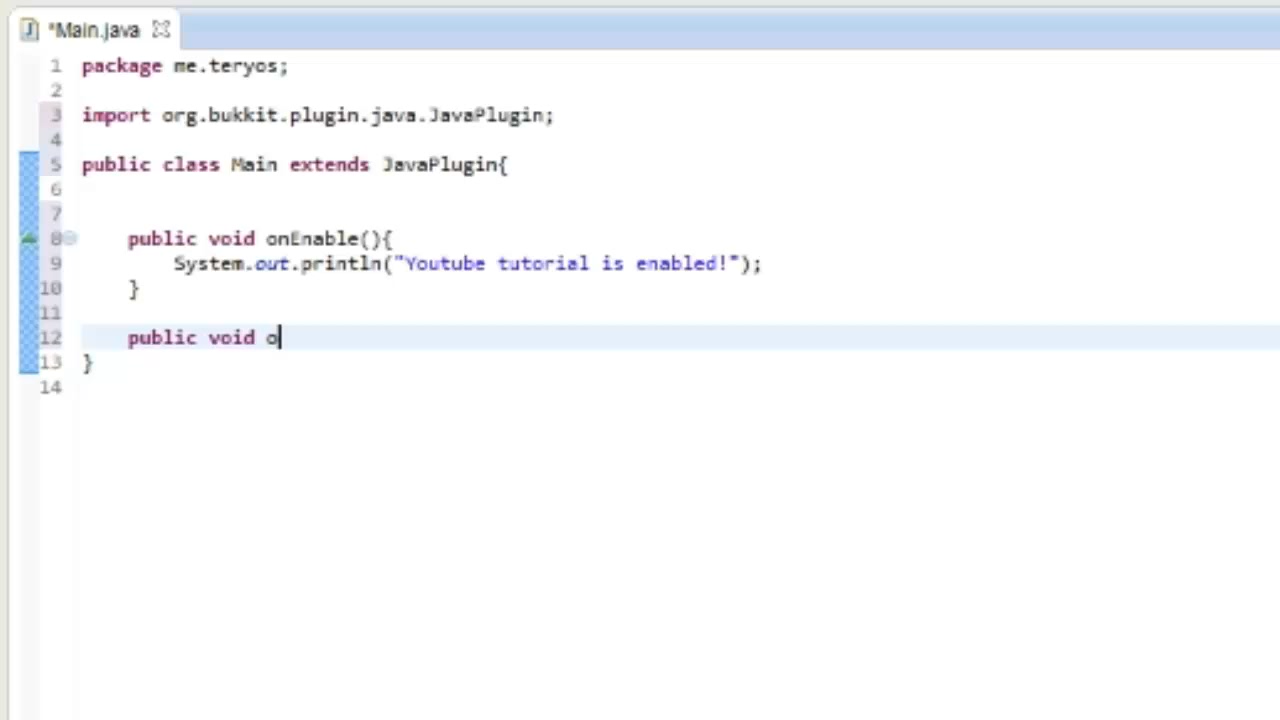 *Main.java
1 package me.teryos;
2
3 import org.bukkit.plugin.java.JavaPlugin;
4
5 public class Main extends JavaPlugin{
6
7
8 public void onEnable(){
9 System.out.println("Youtube tutorial is enabled!");
10 }
11
12 public void o
13 }
14